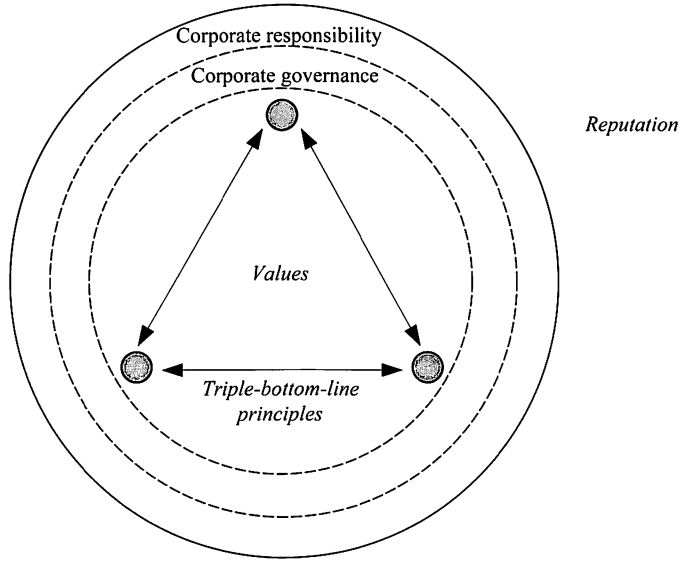 Corporate responsibility
Corporate governance
Reputation
Values
Triple-bottom-line
principles